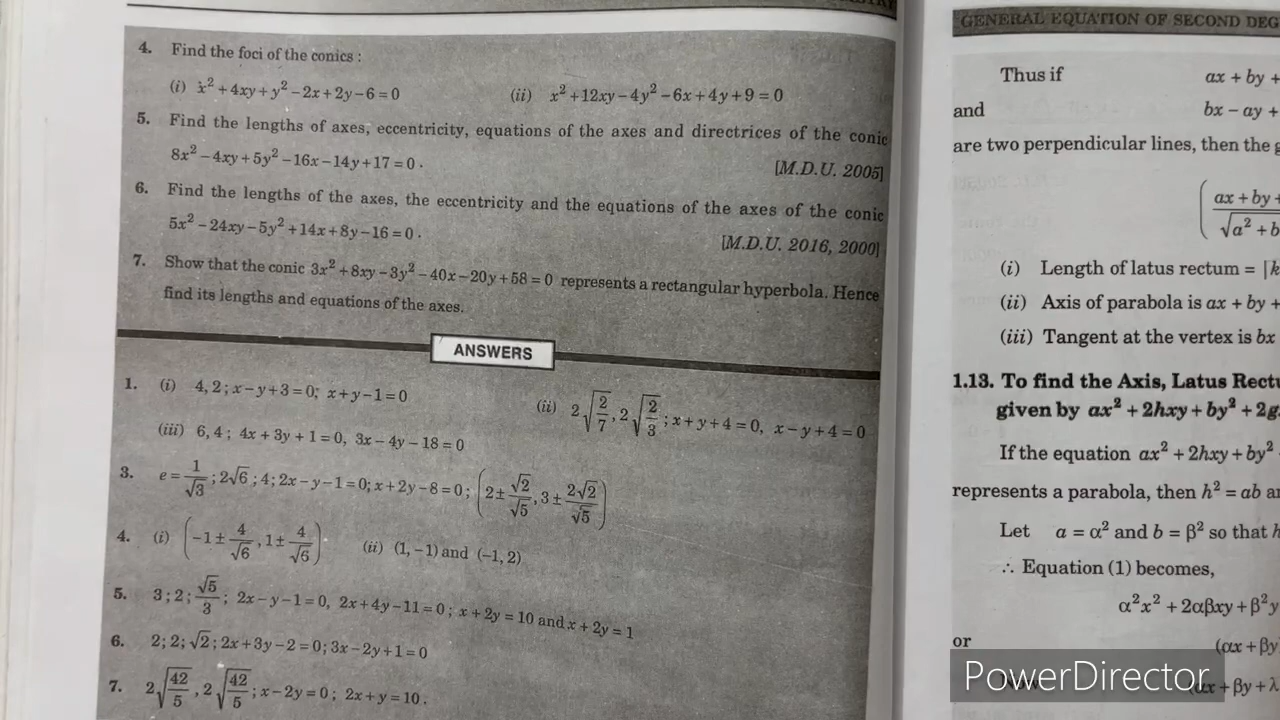 4. Find the foci of the conics :
(i) x² + 4xy + y² − 2x + 2y − 6 = 0 (ii) x² + 12xy − 4y² − 6x + 4y + 9 = 0
5. Find the lengths of axes, eccentricity, equations of the axes and directrices of the conic
8x² − 4xy + 5y² − 16x − 14y + 17 = 0 . [M.D.U. 2005]
6. Find the lengths of the axes, the eccentricity and the equations of the axes of the conic
5x² − 24xy − 5y² + 14x + 8y − 16 = 0 . [M.D.U. 2016, 2000]
7. Show that the conic 3x² + 8xy − 3y² − 40x − 20y + 58 = 0 represents a rectangular hyperbola. Hence
find its lengths and equations of the axes.
ANSWERS
1. (i) 4, 2 ; x − y + 3 = 0; x + y − 1 = 0 (ii) 2√(2/7), 2√(2/3) ; x + y + 4 = 0, x − y + 4 = 0
(iii) 6, 4 ; 4x + 3y + 1 = 0, 3x − 4y − 18 = 0
3. e = 1/√3 ; 2√6 ; 4 ; 2x − y − 1 = 0; x + 2y − 8 = 0 ; (2 ± √2/√5, 3 ± 2√2/√5)
4. (i) (−1 ± 4/√6, 1 ± 4/√6) (ii) (1, −1) and (−1, 2)
5. 3 ; 2 ; √5/3 ; 2x − y − 1 = 0, 2x + 4y − 11 = 0 ; x + 2y = 10 and x + 2y = 1
6. 2; 2; √2 ; 2x + 3y − 2 = 0 ; 3x − 2y + 1 = 0
7. 2√(42/5), 2√(42/5) ; x − 2y = 0 ; 2x + y = 10 .
GENERAL EQUATION OF SECOND DEG
Thus if ax + by +
and bx − ay +
are two perpendicular lines, then the
(ax + by +
√a² + b
(i) Length of latus rectum = |k
(ii) Axis of parabola is ax + by +
(iii) Tangent at the vertex is bx
1.13. To find the Axis, Latus Rectu
given by ax² + 2hxy + by² + 2g
If the equation ax² + 2hxy + by²
represents a parabola, then h² = ab
Let a = α² and b = β² so that h
∴ Equation (1) becomes,
α²x² + 2αβxy + β²y
or (αx + βy
x + βy + λ
PowerDirector